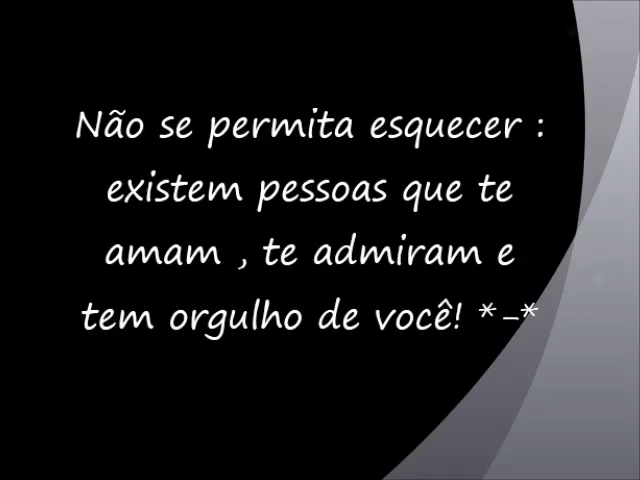 Não se permita esquecer :
existem pessoas que te
amam , te admiram e
tem orgulho de você! *-*